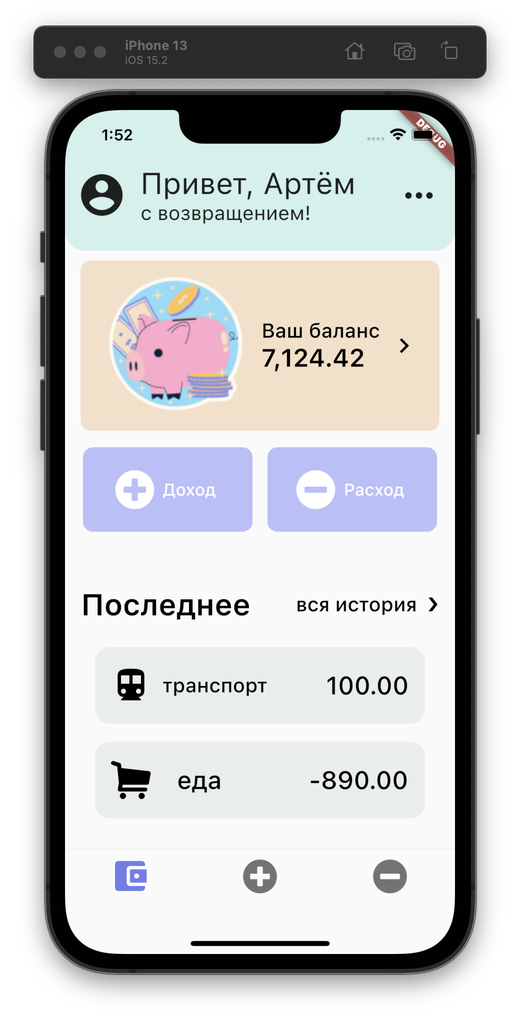 iPhone 13
iOS 15.2
1:52
DEBUG
Привет, Артём
с возвращением!
Ваш баланс
7,124.42
Доход
Расход
Последнее
вся история
транспорт
100.00
еда
-890.00